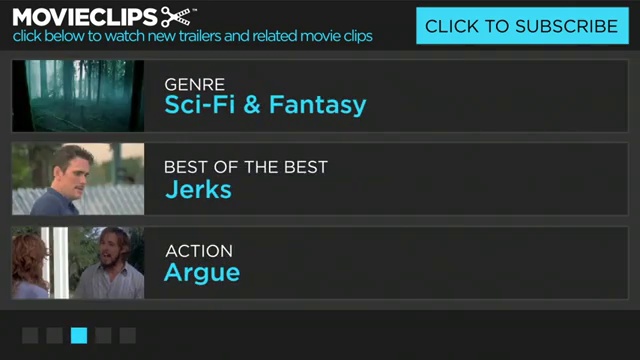 MOVIECLIPS™
click below to watch new trailers and related movie clips
CLICK TO SUBSCRIBE
GENRE
Sci-Fi & Fantasy
BEST OF THE BEST
Jerks
ACTION
Argue